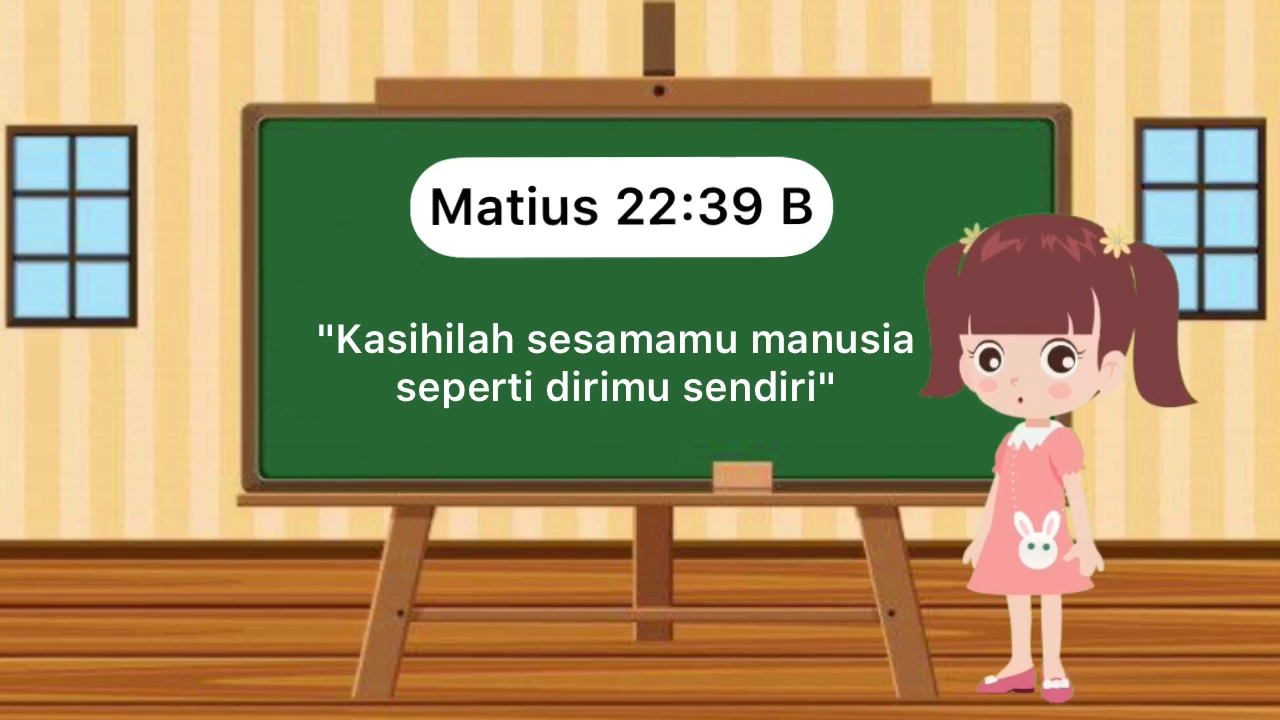 Matius 22:39 B
"Kasihilah sesamamu manusia
seperti dirimu sendiri"